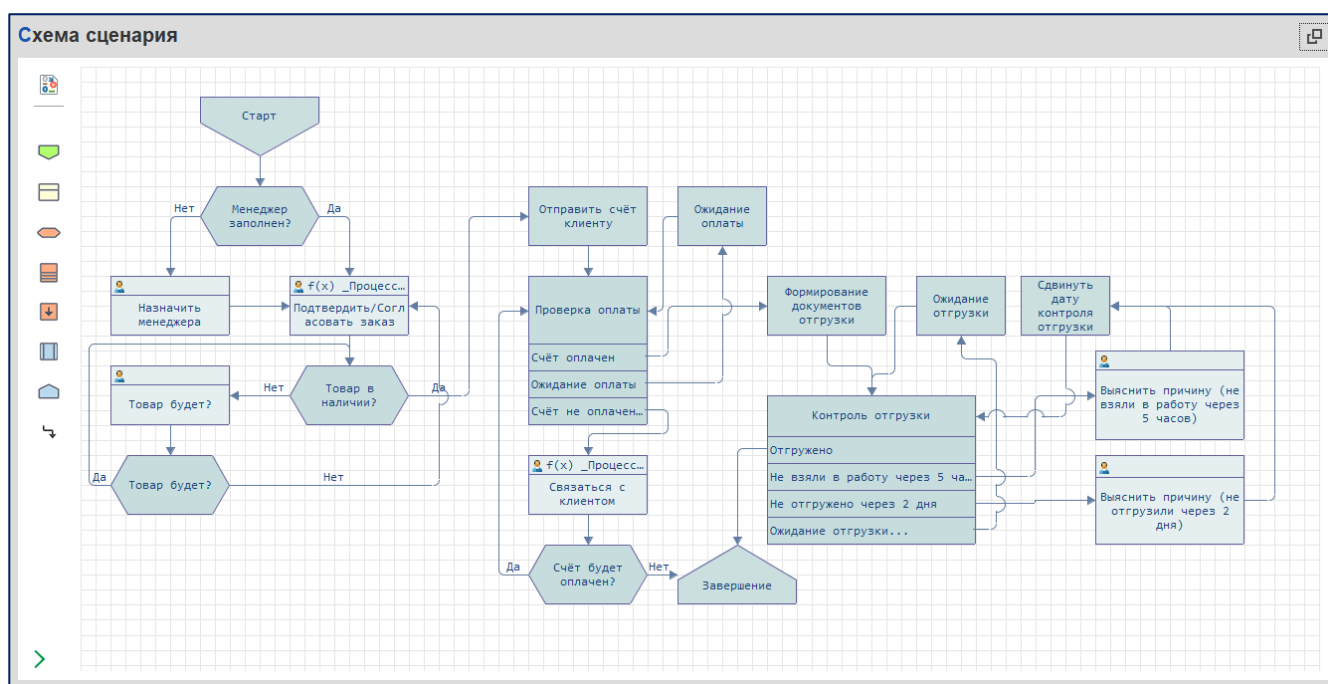 Схема сценария
Старт
Менеджер
заполнен?
Нет
Да
Назначить
менеджера
f(x) _Процесс...
Подтвердить/Согл
асовать заказ
Товар в
наличии?
Нет
Да
Товар будет?
Товар будет?
Да
Нет
Отправить счёт
клиенту
Ожидание
оплаты
Проверка оплаты
Счёт оплачен
Ожидание оплаты
Счёт не оплачен...
f(x) _Процесс...
Связаться с
клиентом
Счёт будет
оплачен?
Да
Нет
Завершение
Формирование
документов
отгрузки
Ожидание
отгрузки
Сдвинуть
дату
контроля
отгрузки
Контроль отгрузки
Отгружено
Не взяли в работу через 5 ча...
Не отгружено через 2 дня
Ожидание отгрузки...
Выяснить причину (не
взяли в работу через
5 часов)
Выяснить причину (не
отгрузили через 2
дня)